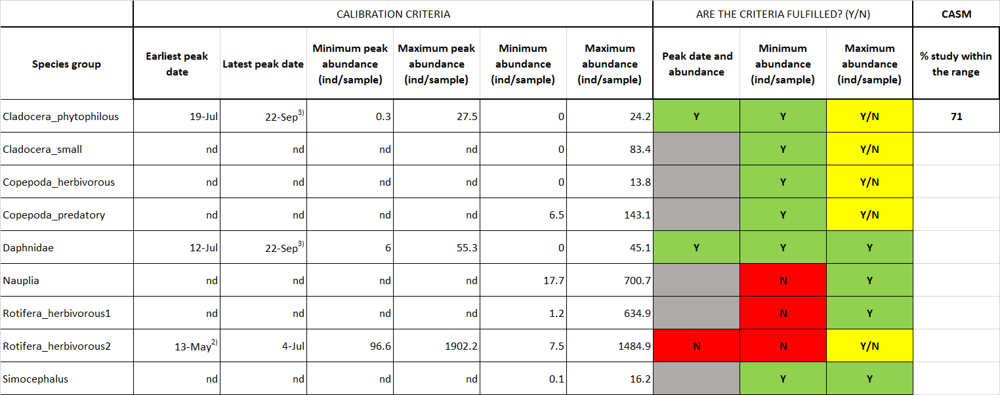 CALIBRATION CRITERIA ARE THE CRITERIA FULFILLED? (Y/N) CASM
Species group Earliest peak date Latest peak date Minimum peak abundance (ind/sample) Maximum peak abundance (ind/sample) Minimum abundance (ind/sample) Maximum abundance (ind/sample) Peak date and abundance Minimum abundance (ind/sample) Maximum abundance (ind/sample) % study within the range
Cladocera_phytophilous 19-Jul 22-Sep3) 0.3 27.5 0 24.2 Y Y Y/N 71
Cladocera_small nd nd nd nd 0 83.4 Y Y/N
Copepoda_herbivorous nd nd nd nd 0 13.8 Y Y/N
Copepoda_predatory nd nd nd nd 6.5 143.1 Y Y/N
Daphnidae 12-Jul 22-Sep3) 6 55.3 0 45.1 Y Y Y
Nauplia nd nd nd nd 17.7 700.7 N Y
Rotifera_herbivorous1 nd nd nd nd 1.2 634.9 N Y
Rotifera_herbivorous2 13-May2) 4-Jul 96.6 1902.2 7.5 1484.9 N N Y/N
Simocephalus nd nd nd nd 0.1 16.2 Y Y